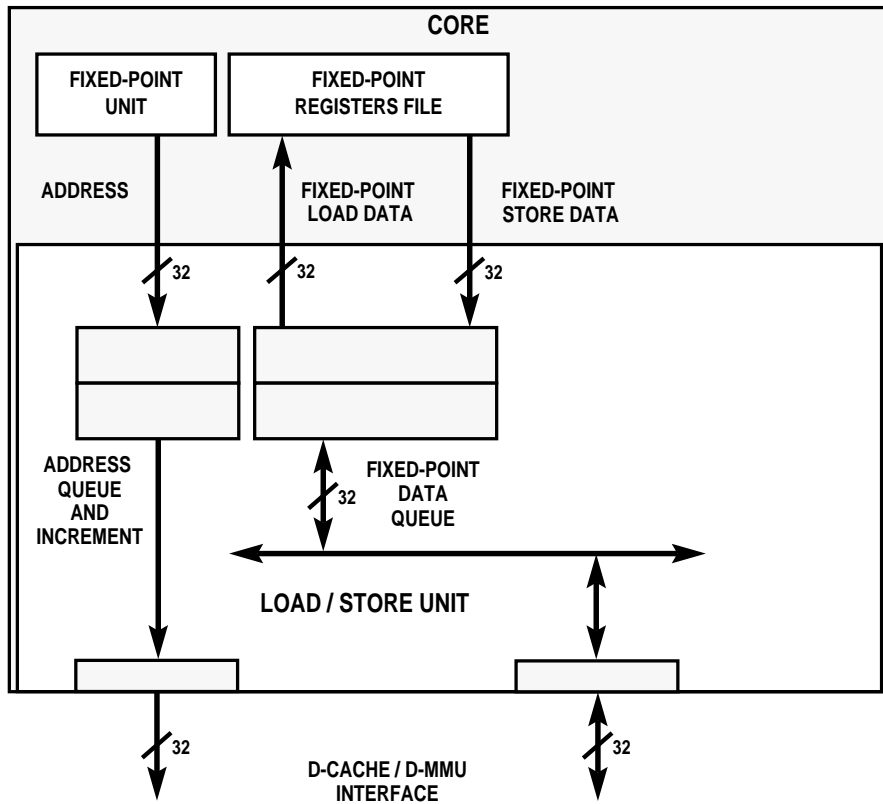 CORE
FIXED-POINT
UNIT
FIXED-POINT
REGISTERS FILE
ADDRESS
FIXED-POINT
LOAD DATA
FIXED-POINT
STORE DATA
32
32
32
ADDRESS
QUEUE
AND
INCREMENT
32
FIXED-POINT
DATA
QUEUE
LOAD / STORE UNIT
32
32
D-CACHE / D-MMU
INTERFACE